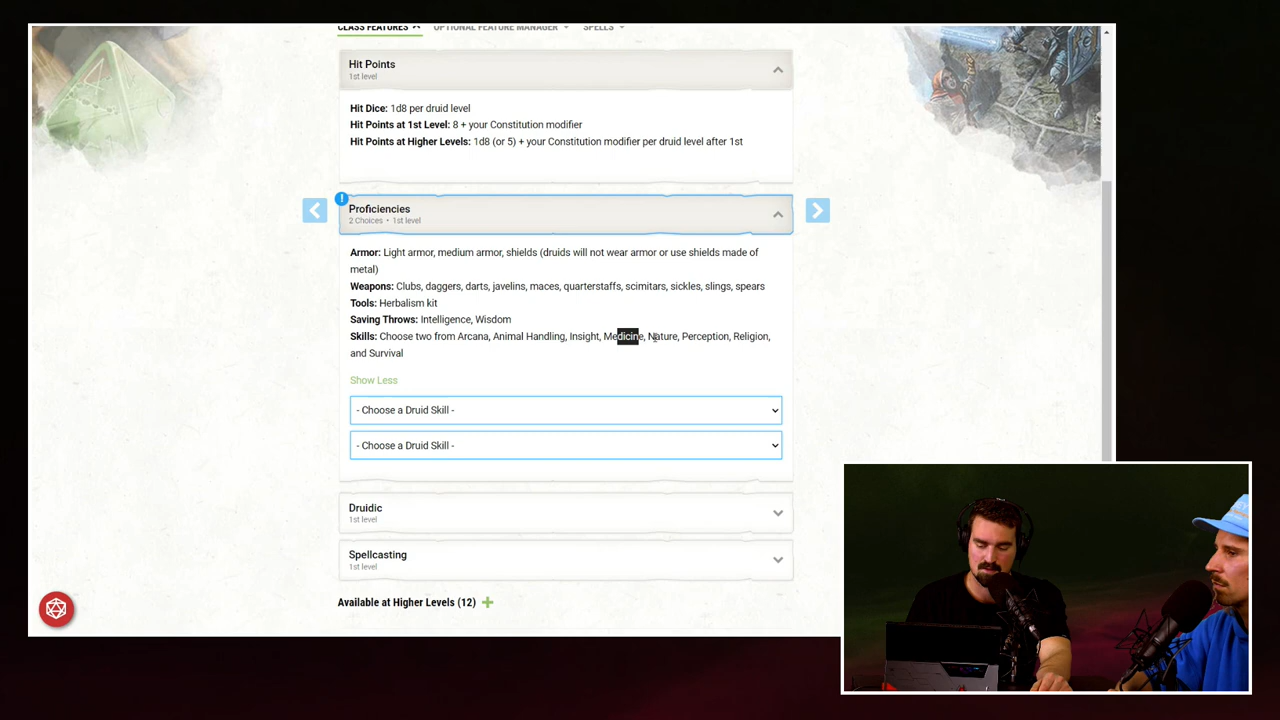 CLASS FEATURES OPTIONAL FEATURE MANAGER SPELLS
Hit Points
1st level
Hit Dice: 1d8 per druid level
Hit Points at 1st Level: 8 + your Constitution modifier
Hit Points at Higher Levels: 1d8 (or 5) + your Constitution modifier per druid level after 1st
!
Proficiencies
2 Choices • 1st level
Armor: Light armor, medium armor, shields (druids will not wear armor or use shields made of
metal)
Weapons: Clubs, daggers, darts, javelins, maces, quarterstaffs, scimitars, sickles, slings, spears
Tools: Herbalism kit
Saving Throws: Intelligence, Wisdom
Skills: Choose two from Arcana, Animal Handling, Insight, Medicine, Nature, Perception, Religion,
and Survival
Show Less
- Choose a Druid Skill -
- Choose a Druid Skill -
Druidic
1st level
Spellcasting
1st level
Available at Higher Levels (12) +